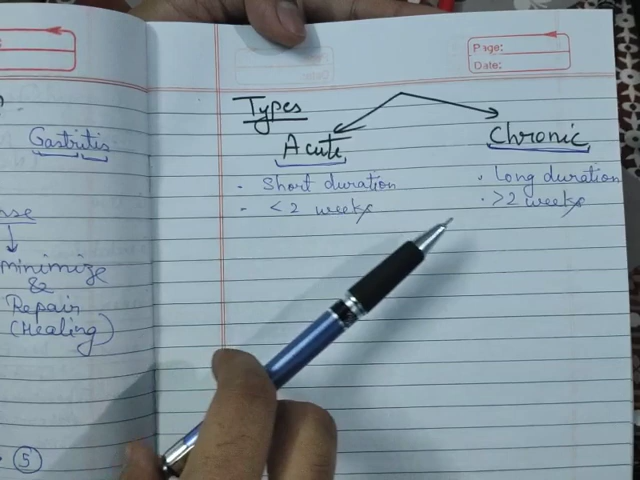 Gastritis
minimize
&
Repair
(Healing)
5
Page:
Date:
Types
Acute
Chronic
· Short duration
- < 2 weeks
· Long duration
· > 2 weeks